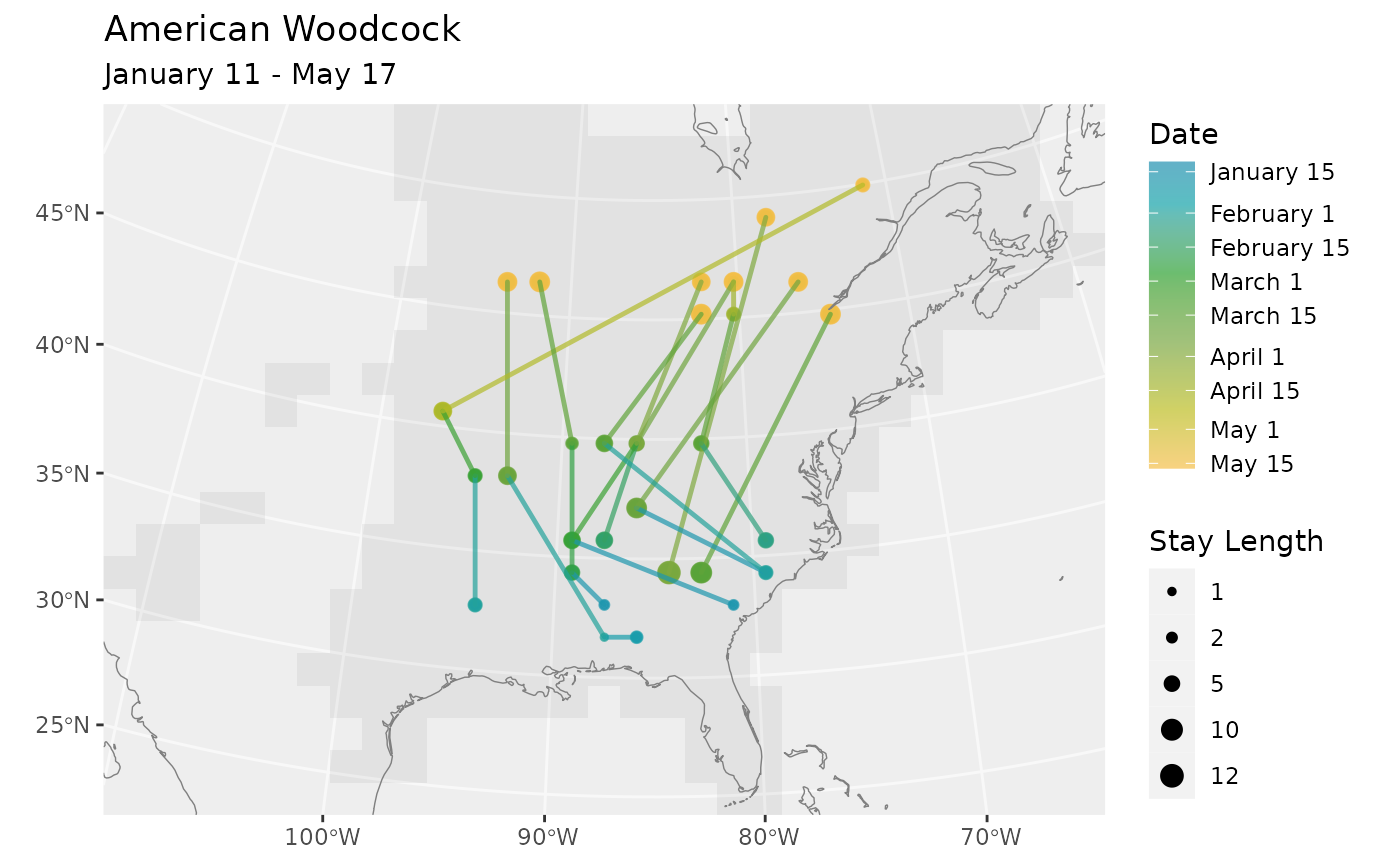 American Woodcock
January 11 - May 17
45°N
40°N
35°N
30°N
25°N
100°W
90°W
80°W
70°W
Date
January 15
February 1
February 15
March 1
March 15
April 1
April 15
May 1
May 15
Stay Length
1
2
5
10
12